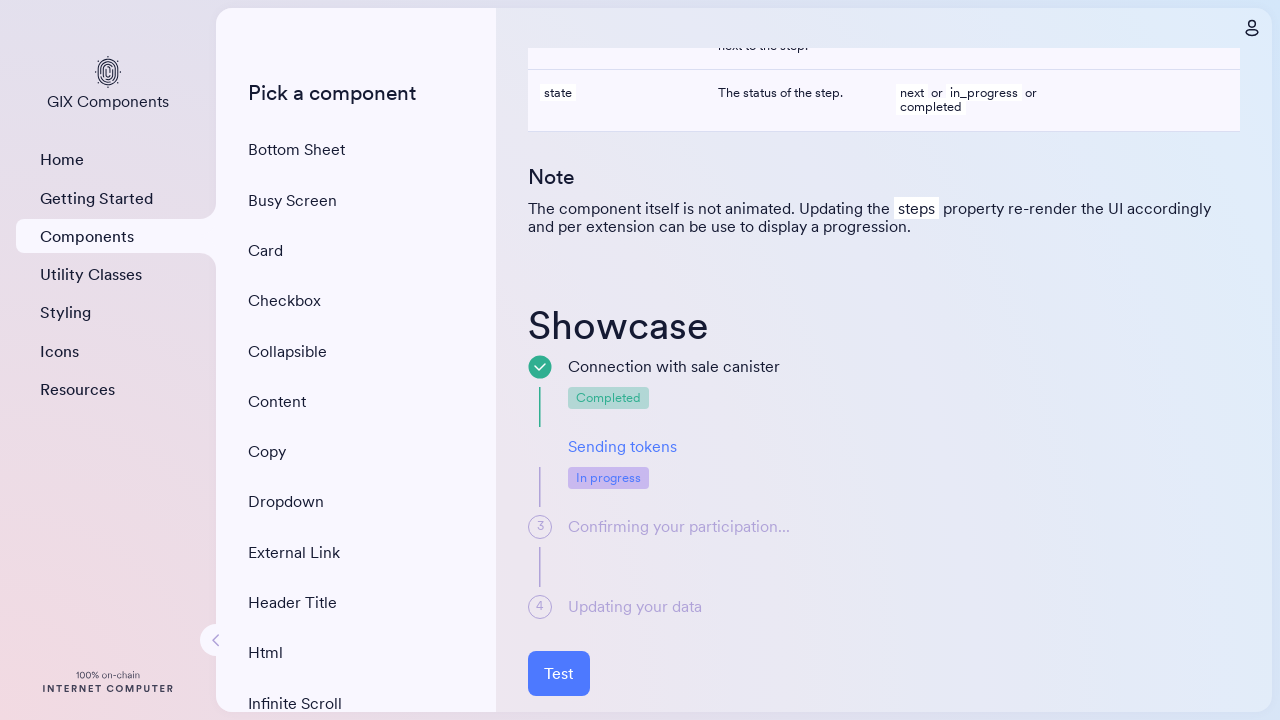 GIX Components
Home
Getting Started
Components
Utility Classes
Styling
Icons
Resources
100% on-chain
INTERNET COMPUTER
Pick a component
Bottom Sheet
Busy Screen
Card
Checkbox
Collapsible
Content
Copy
Dropdown
External Link
Header Title
Html
Infinite Scroll
next to the step.
state The status of the step. next or in_progress or
completed
Note
The component itself is not animated. Updating the steps property re-render the UI accordingly
and per extension can be use to display a progression.
Showcase
Connection with sale canister
Completed
Sending tokens
In progress
3 Confirming your participation...
4 Updating your data
Test